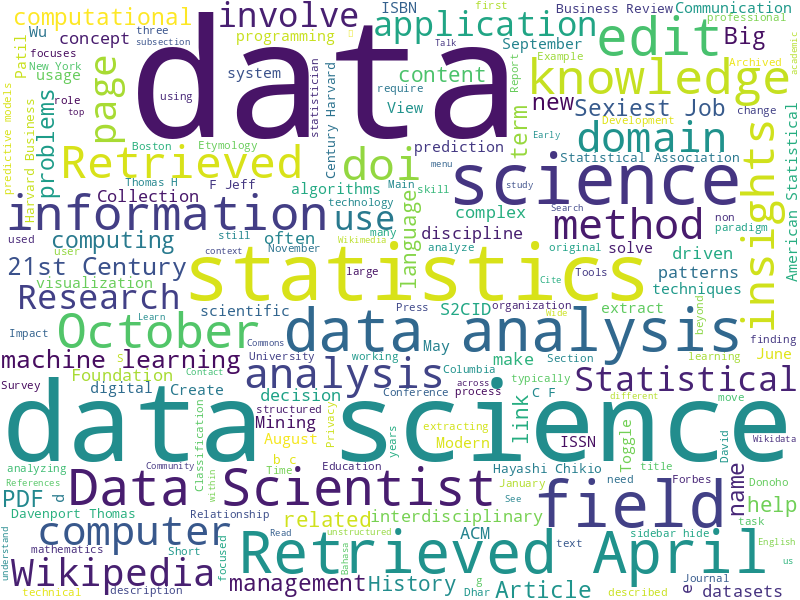 computational
involve
application
ISBN
first
Business Review
Communication
professional
Wu
concept
three
subsection
programming
D
data
edit
Big
Patil
New York
focuses
usage
page
system
statistician
Century Harvard
content
Talk
September
Example
Report
Archived
academic
role
top
using
require
View
knowledge
predictive models
Harvard Business
problems
term
new
Sexiest Job
change
Boston
Etymology
prediction
Early
Development
domain
insights
American Statistical
Retrieved
doi
menu
Statistical Association
Thomas H
F Jeff
algorithms
Main
skill
study
science
Collection
technology
language
complex
Search
non
paradigm
information
use
many
discipline
method
used
computing
still
often
Wikimedia
analyze
original
solve
driven
user
context
November
21st Century
statistics
large
Tools
patterns
visualization
Cite
techniques
Research
scientific
Press
S2CID
organization
extract
beyond
Learn
Wide
October
data analysis
Impact
Commons
May
finding
machine learning
S
University
working
make
Section
learning
June
Foundation
Contact
analysis
Columbia
typically
different
Statistical
Survey
digital
Create
decision
Conference
across
process
C F
move
structured
data science
Classification
Mining
Privacy
extracting
link
ISSN
Toggle
David
Wikidata
August
Modern
years
analyzing
Community
within
b c
Time
Education
Hayashi Chikio
title
References
Data Scientist
January
need
Forbes
name
Donoho
PDF
d
See
field
help
Davenport Thomas
Relationship
related
interdisciplinary
task
understand
computer
focused
Read
unstructured
ACM
text
sidebar hide
English
mathematics
Short
Bahasa
Retrieved April
us
Wikipedia
management
History
g
Article
Journal
technical
description
Dhar
described
e
datasets